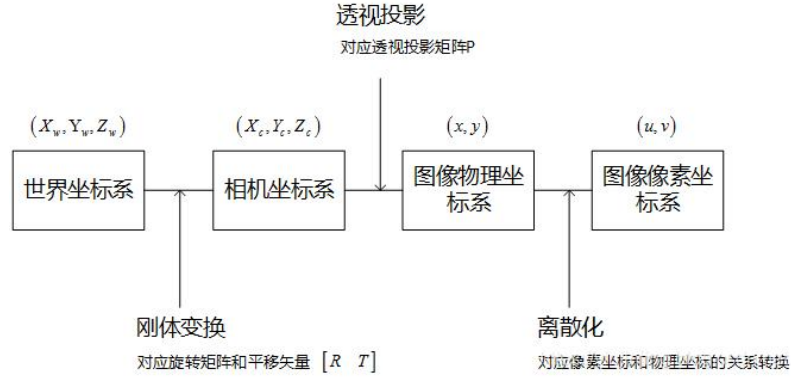 透视投影
对应透视投影矩阵P
(X_w, Y_w, Z_w)
(X_c, Y_c, Z_c)
(x, y)
(u, v)
世界坐标系
相机坐标系
图像物理坐
标系
图像像素坐
标系
刚体变换
对应旋转矩阵和平移矢量 [R T]
离散化
对应像素坐标和物理坐标的关系转换